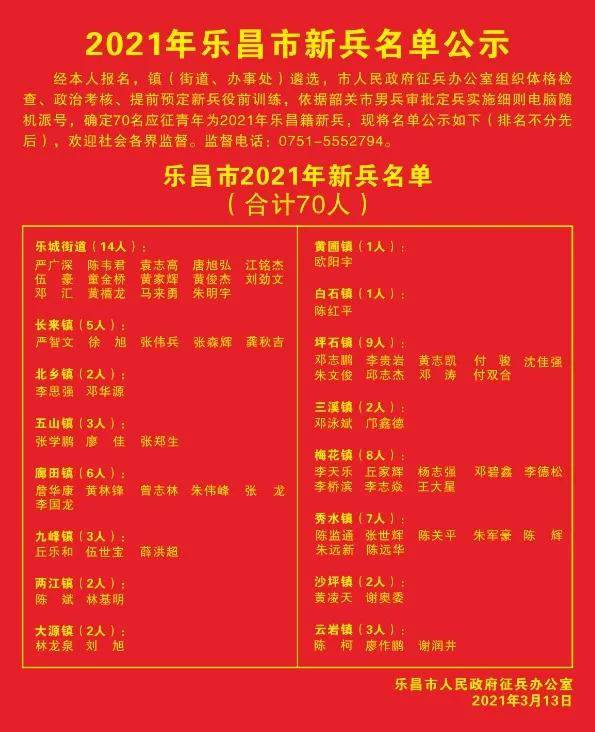 2021年乐昌市新兵名单公示
经本人报名，镇（街道、办事处）遴选，市人民政府征兵办公室组织体格检
查、政治考核、提前预定新兵役前训练，依据韶关市男兵审批定兵实施细则电脑随
机派号，确定70名应征青年为2021年乐昌籍新兵，现将名单公示如下（排名不分先
后），欢迎社会各界监督。监督电话：0751-5552794。
乐昌市2021年新兵名单
（合计70人）
乐城街道（14人）：
严广深 陈韦君 袁志高 唐旭弘 江铭杰
伍 豪 童金桥 黄家辉 黄俊杰 刘劲文
邓 汇 黄禧龙 马来勇 朱明宇
长来镇（5人）：
严智文 徐 旭 张伟兵 张森辉 龚秋吉
北乡镇（2人）：
李思强 邓华源
五山镇（3人）：
张学鹏 廖 佳 张郑生
廊田镇（6人）：
詹华康 黄林锋 曾志林 朱伟峰 张 龙
李国龙
九峰镇（3人）：
丘乐和 伍世宝 薛洪超
两江镇（2人）：
陈 斌 林基明
大源镇（2人）：
林龙泉 刘 旭
黄圃镇（1人）：
欧阳宇
白石镇（1人）：
陈红平
坪石镇（9人）：
邓志鹏 李贵岩 黄志凯 付 骏 沈佳强
朱文俊 邱志杰 邓 涛 付双合
三溪镇（2人）：
邓泳斌 邝鑫德
梅花镇（8人）：
李天乐 丘家辉 杨志强 邓碧鑫 李德松
李桥滨 李志焱 王大星
秀水镇（7人）：
陈监通 张世辉 陈关平 朱军豪 陈 辉
朱远新 陈远华
沙坪镇（2人）：
黄凌天 谢奥委
云岩镇（3人）：
陈 柯 廖作鹏 谢润井
乐昌市人民政府征兵办公室
2021年3月13日